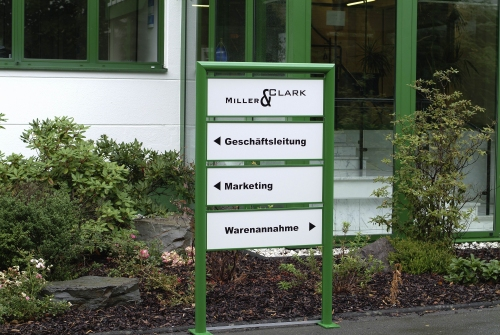 MILLER & CLARK
Geschäftsleitung
Marketing
Warenannahme